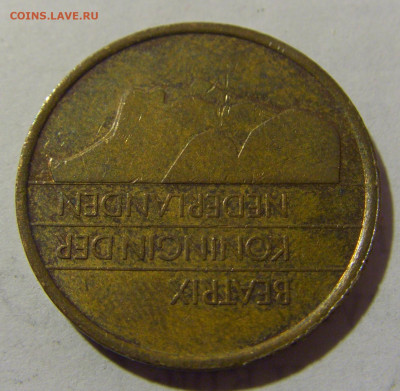 COINS.LAVE.RU
BEATRIX
KONINGIN DER
NEDERLANDEN